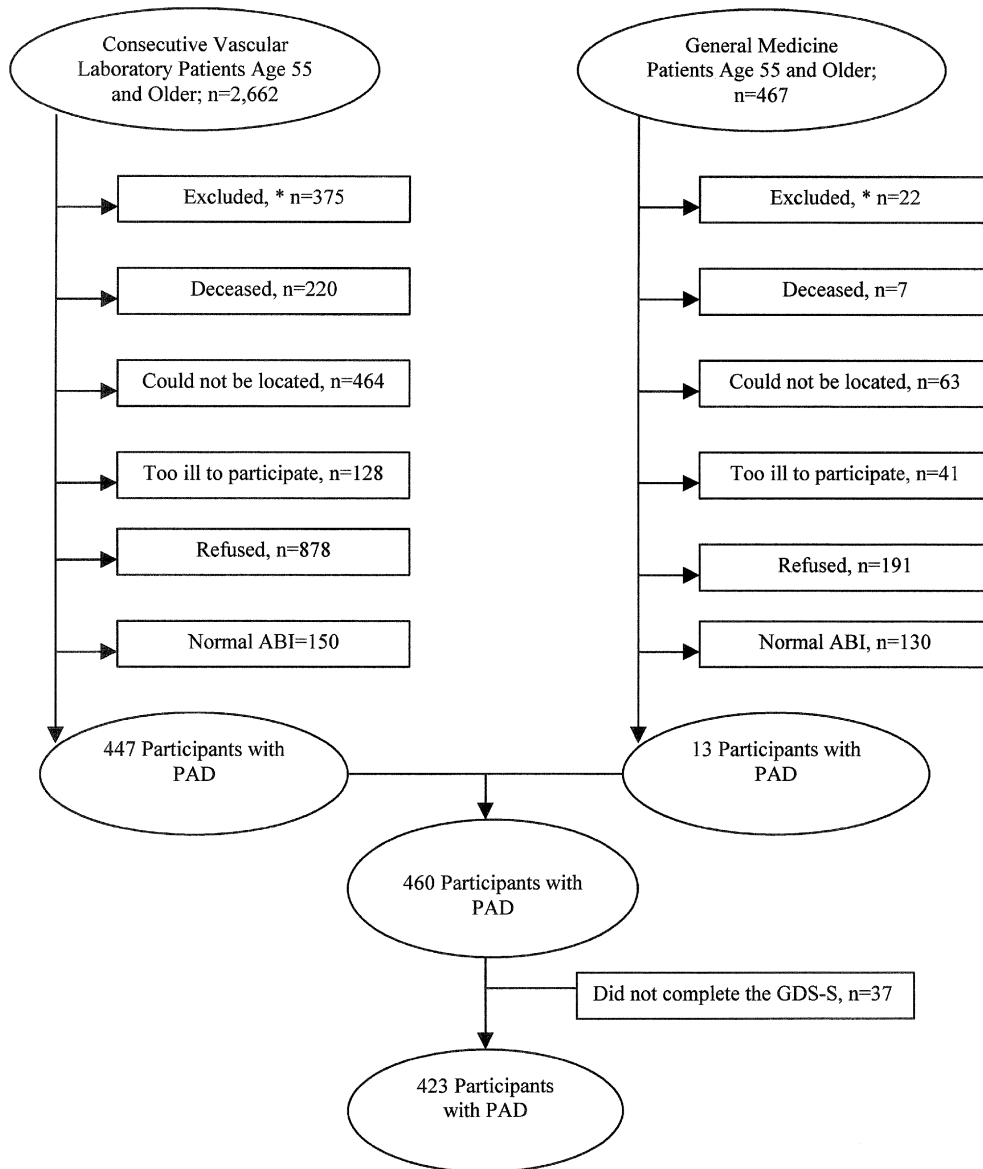 Consecutive Vascular
Laboratory Patients Age 55
and Older; n=2,662
General Medicine
Patients Age 55 and Older;
n=467
Excluded, * n=375
Excluded, * n=22
Deceased, n=220
Deceased, n=7
Could not be located, n=464
Could not be located, n=63
Too ill to participate, n=128
Too ill to participate, n=41
Refused, n=878
Refused, n=191
Normal ABI=150
Normal ABI, n=130
447 Participants with
PAD
13 Participants with
PAD
460 Participants with
PAD
Did not complete the GDS-S, n=37
423 Participants
with PAD